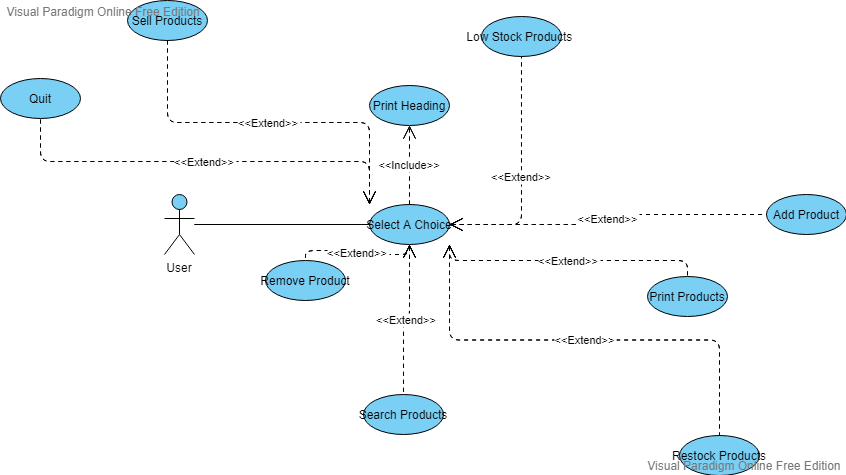 Visual Paradigm Online Free Edition
Sell Products
Low Stock Products
Quit
Print Heading
<<Extend>>
<<Extend>>
<<Include>>
<<Extend>>
Select A Choice
<<Extend>>
Add Product
User
<<Extend>>
Remove Product
<<Extend>>
Print Products
<<Extend>>
<<Extend>>
Search Products
Restock Products
Visual Paradigm Online Free Edition